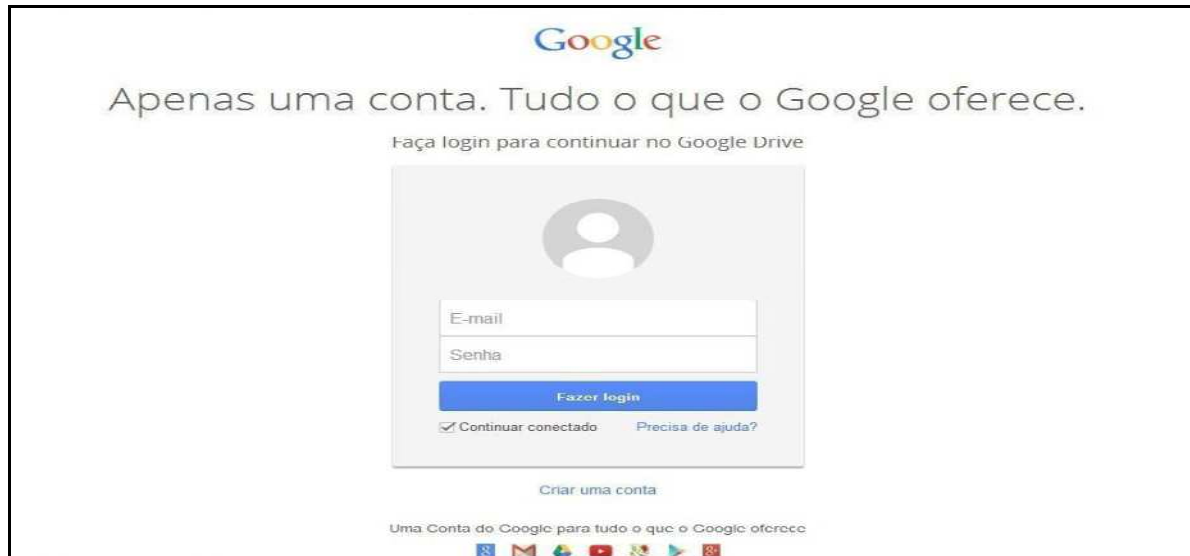 Google
Apenas uma conta. Tudo o que o Google oferece.
Faça login para continuar no Google Drive
E-mail
Senha
Fazer login
Continuar conectado Precisa de ajuda?
Criar uma conta
Uma Conta do Google para tudo o que o Google oferece